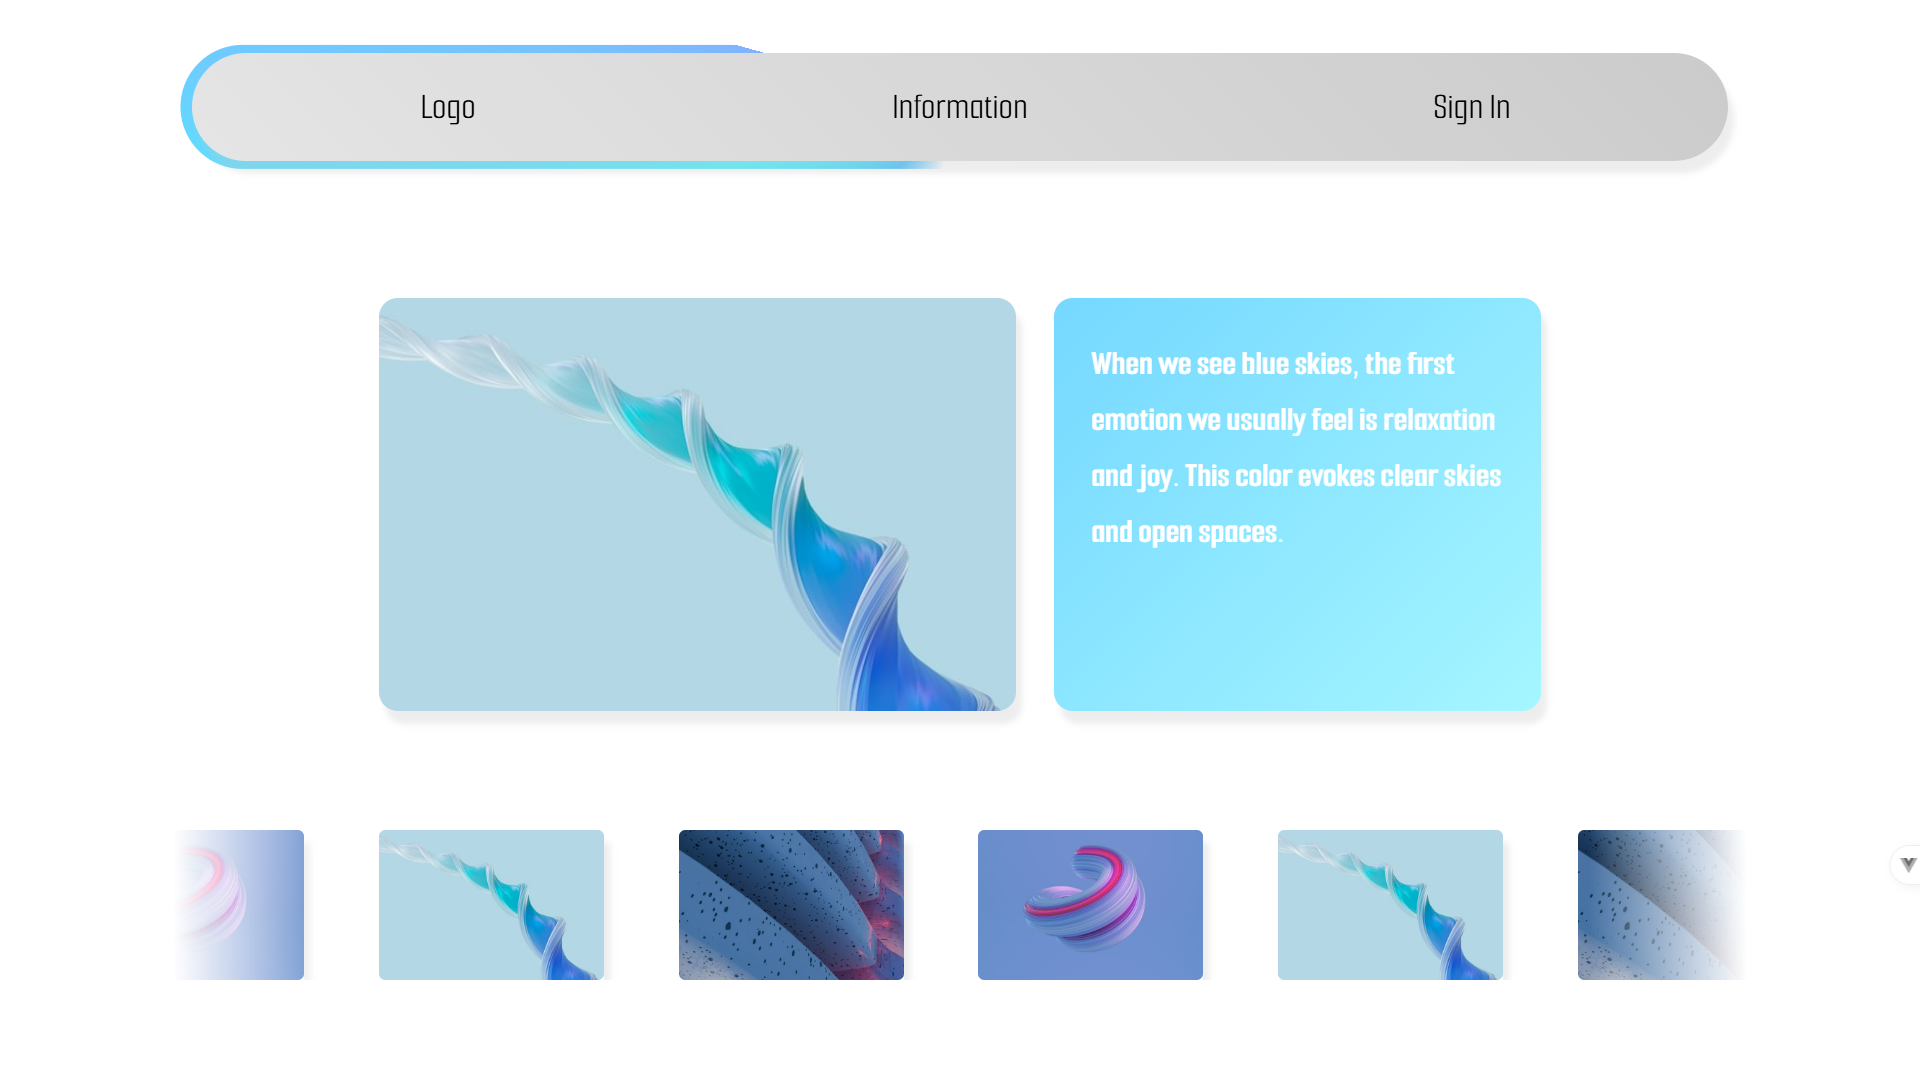 Logo
Information
Sign In
When we see blue skies, the first
emotion we usually feel is relaxation
and joy. This color evokes clear skies
and open spaces.